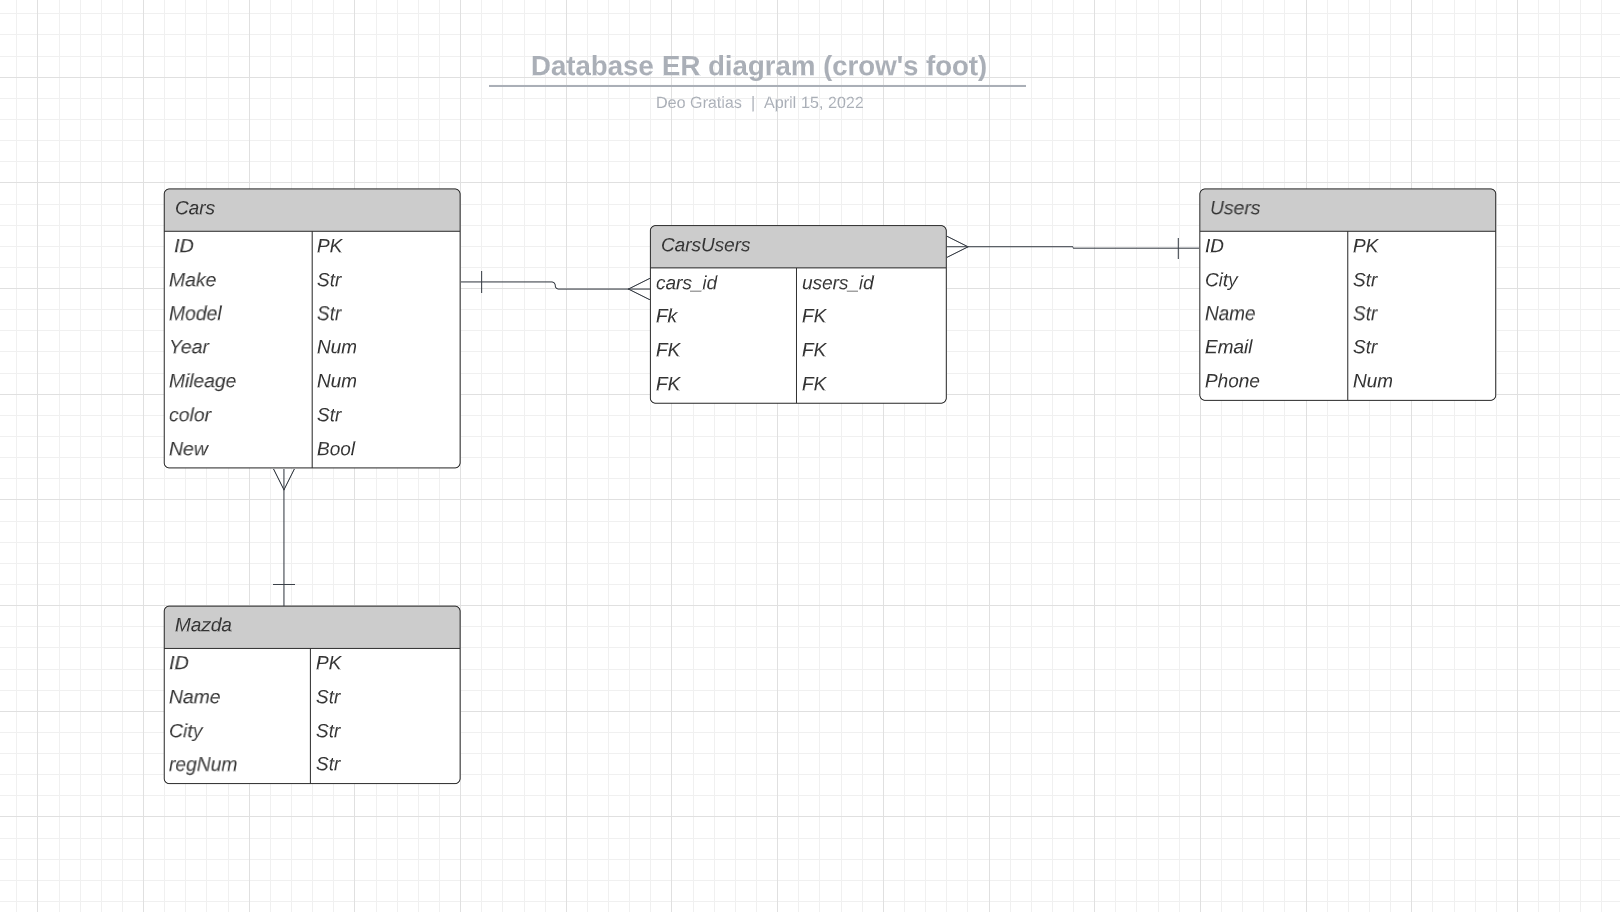 Database ER diagram (crow's foot)
Deo Gratias | April 15, 2022
Cars
ID PK
Make Str
Model Str
Year Num
Mileage Num
color Str
New Bool
CarsUsers
cars_id users_id
Fk FK
FK FK
FK FK
Users
ID PK
City Str
Name Str
Email Str
Phone Num
Mazda
ID PK
Name Str
City Str
regNum Str